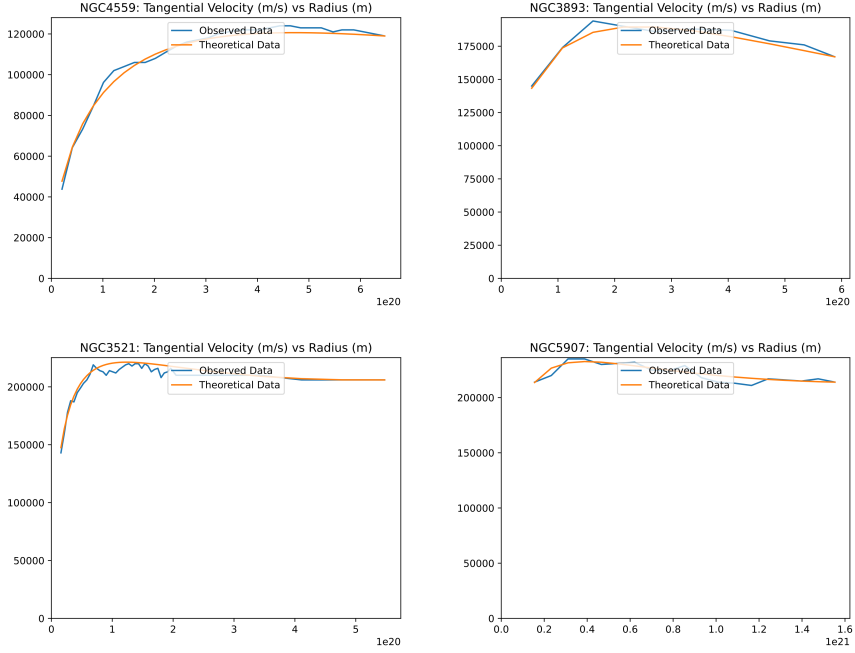 NGC4559: Tangential Velocity (m/s) vs Radius (m)
120000
100000
80000
60000
40000
20000
0
0 1 2 3 4 5 6
1e20
Observed Data
Theoretical Data
NGC3893: Tangential Velocity (m/s) vs Radius (m)
175000
150000
125000
100000
75000
50000
25000
0
0 1 2 3 4 5 6
1e20
Observed Data
Theoretical Data
NGC3521: Tangential Velocity (m/s) vs Radius (m)
200000
150000
100000
50000
0
0 1 2 3 4 5
1e20
Observed Data
Theoretical Data
NGC5907: Tangential Velocity (m/s) vs Radius (m)
200000
150000
100000
50000
0
0.0 0.2 0.4 0.6 0.8 1.0 1.2 1.4 1.6
1e21
Observed Data
Theoretical Data